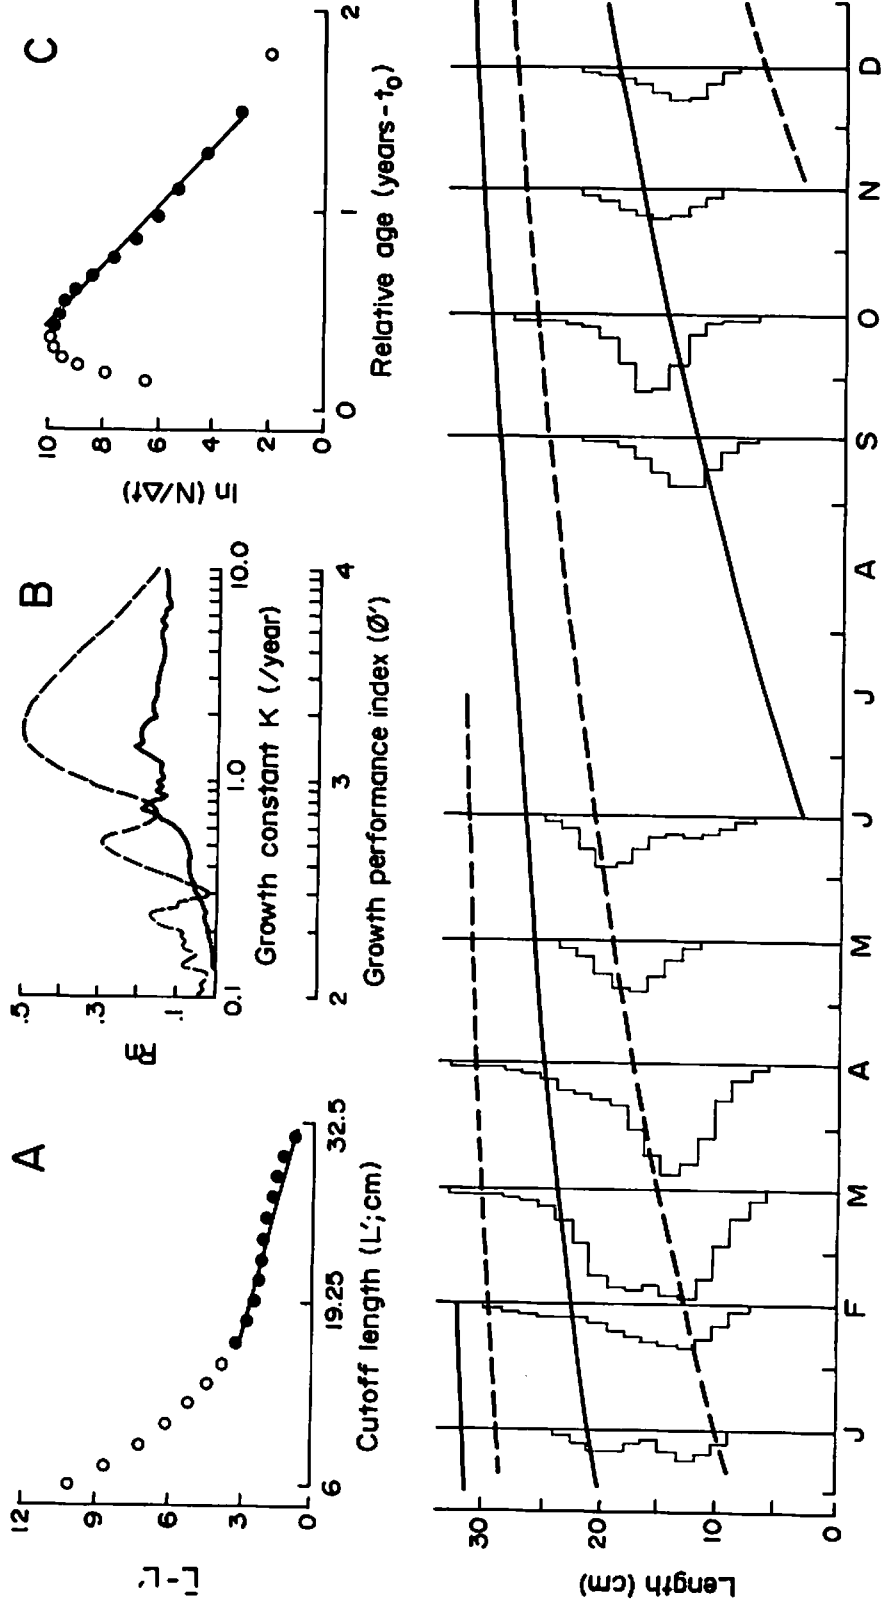 A
12
9
6
3
0
L̄-L'
6
19.25
32.5
Cutoff length (L';cm)
B
.5
.3
.1
Rn
0.1
1.0
10.0
Growth constant K (/year)
2
3
4
Growth performance index (Ø')
C
10
8
6
4
2
0
ln (N/Δt)
0
1
2
Relative age (years-t₀)
30
20
10
0
Length (cm)
J
F
M
A
M
J
J
A
S
O
N
D